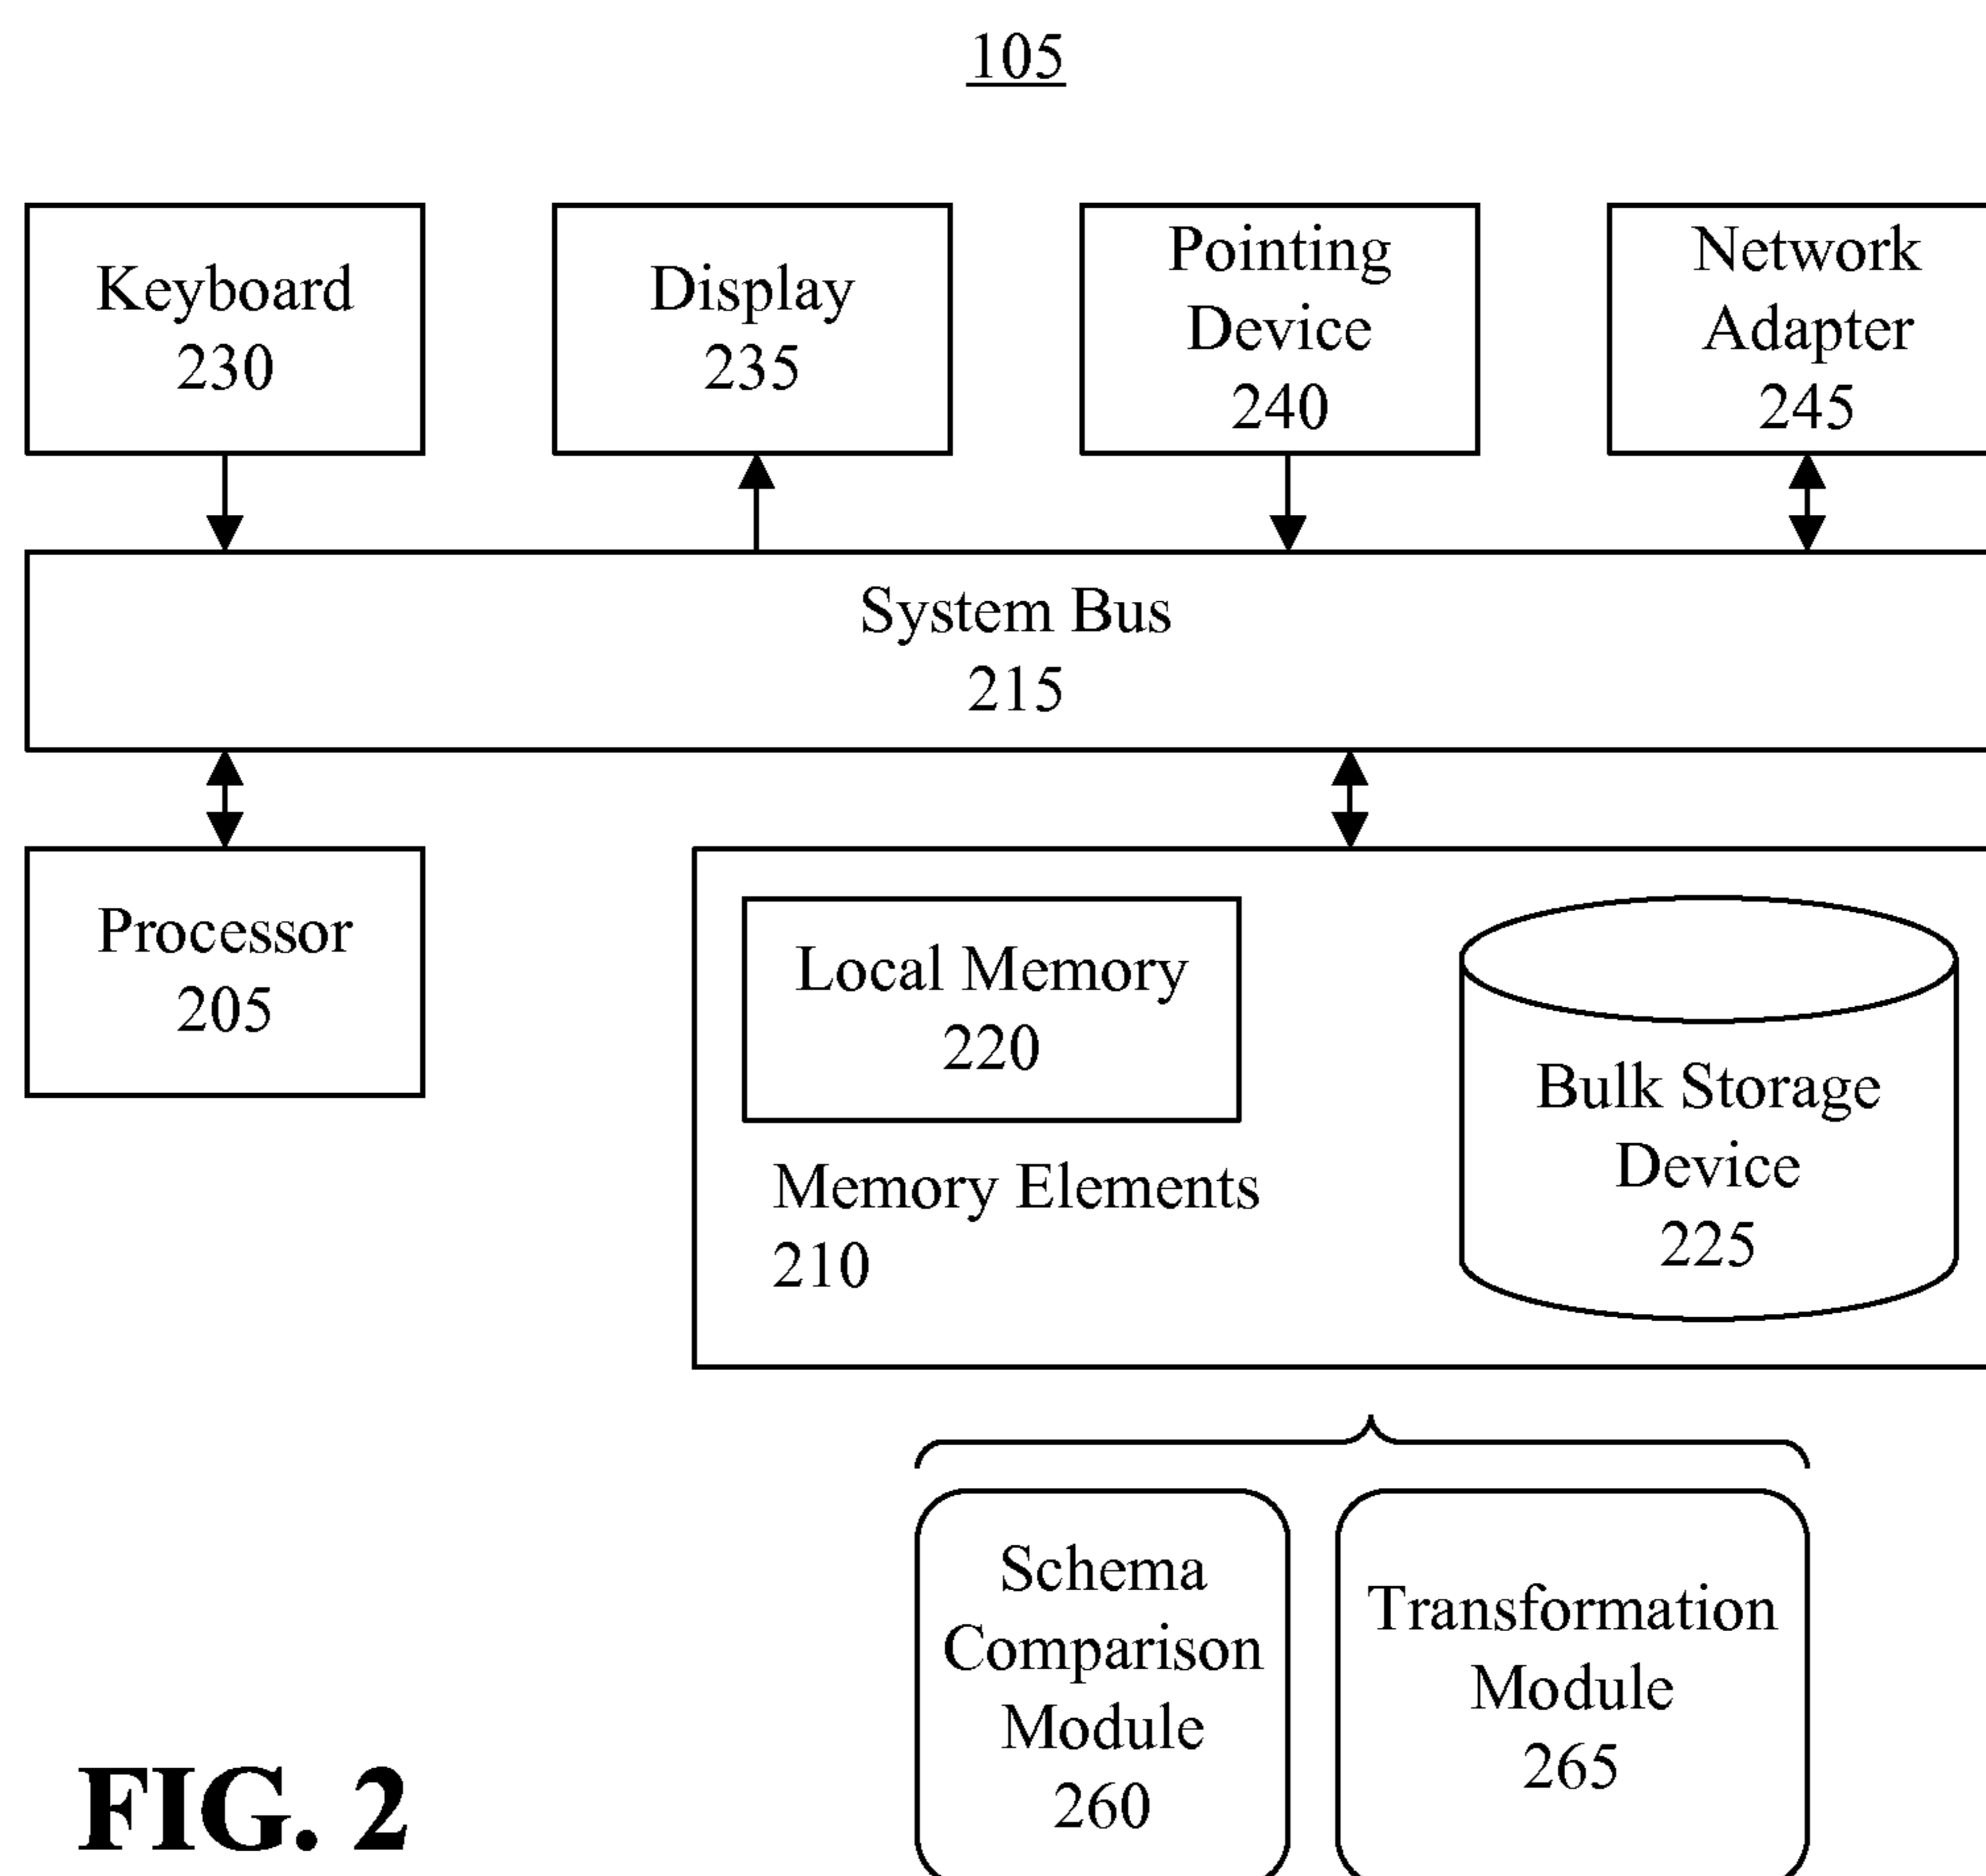 105
Keyboard
230
Display
235
Pointing
Device
240
Network
Adapter
245
System Bus
215
Processor
205
Local Memory
220
Memory Elements
210
Bulk Storage
Device
225
Schema
Comparison
Module
260
Transformation
Module
265
FIG. 2